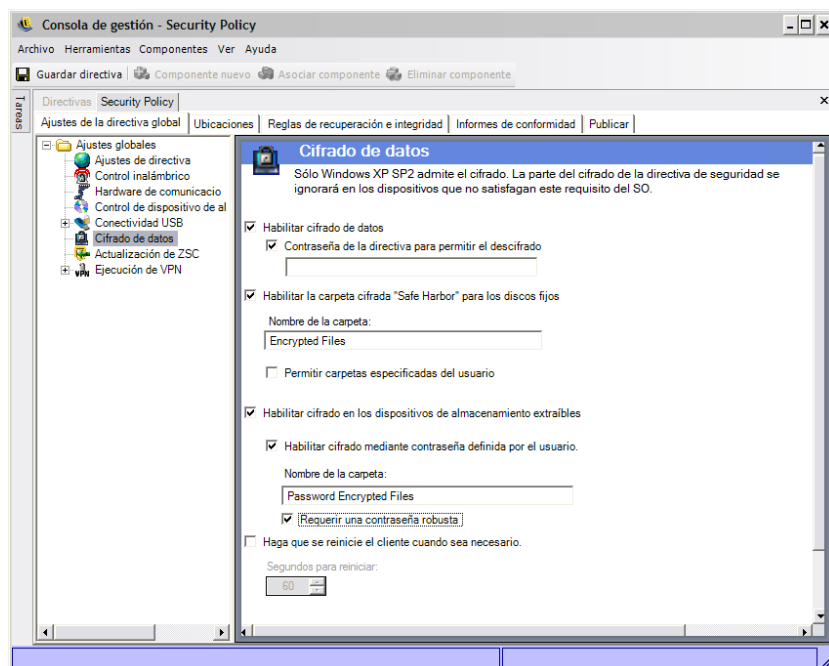 Consola de gestión - Security Policy
Archivo Herramientas Componentes Ver Ayuda
Guardar directiva Componente nuevo Asociar componente Eliminar componente
Tareas
Directivas Security Policy
Ajustes de la directiva global Ubicaciones Reglas de recuperación e integridad Informes de conformidad Publicar
Ajustes globales
Ajustes de directiva
Control inalámbrico
Hardware de comunicacio
Control de dispositivo de al
Conectividad USB
Cifrado de datos
Actualización de ZSC
VPN Ejecución de VPN
Cifrado de datos
Sólo Windows XP SP2 admite el cifrado. La parte del cifrado de la directiva de seguridad se
ignorará en los dispositivos que no satisfagan este requisito del SO.
Habilitar cifrado de datos
Contraseña de la directiva para permitir el descifrado
Habilitar la carpeta cifrada "Safe Harbor" para los discos fijos
Nombre de la carpeta:
Encrypted Files
Permitir carpetas especificadas del usuario
Habilitar cifrado en los dispositivos de almacenamiento extraíbles
Habilitar cifrado mediante contraseña definida por el usuario.
Nombre de la carpeta:
Password Encrypted Files
Requerir una contraseña robusta
Haga que se reinicie el cliente cuando sea necesario.
Segundos para reiniciar:
60